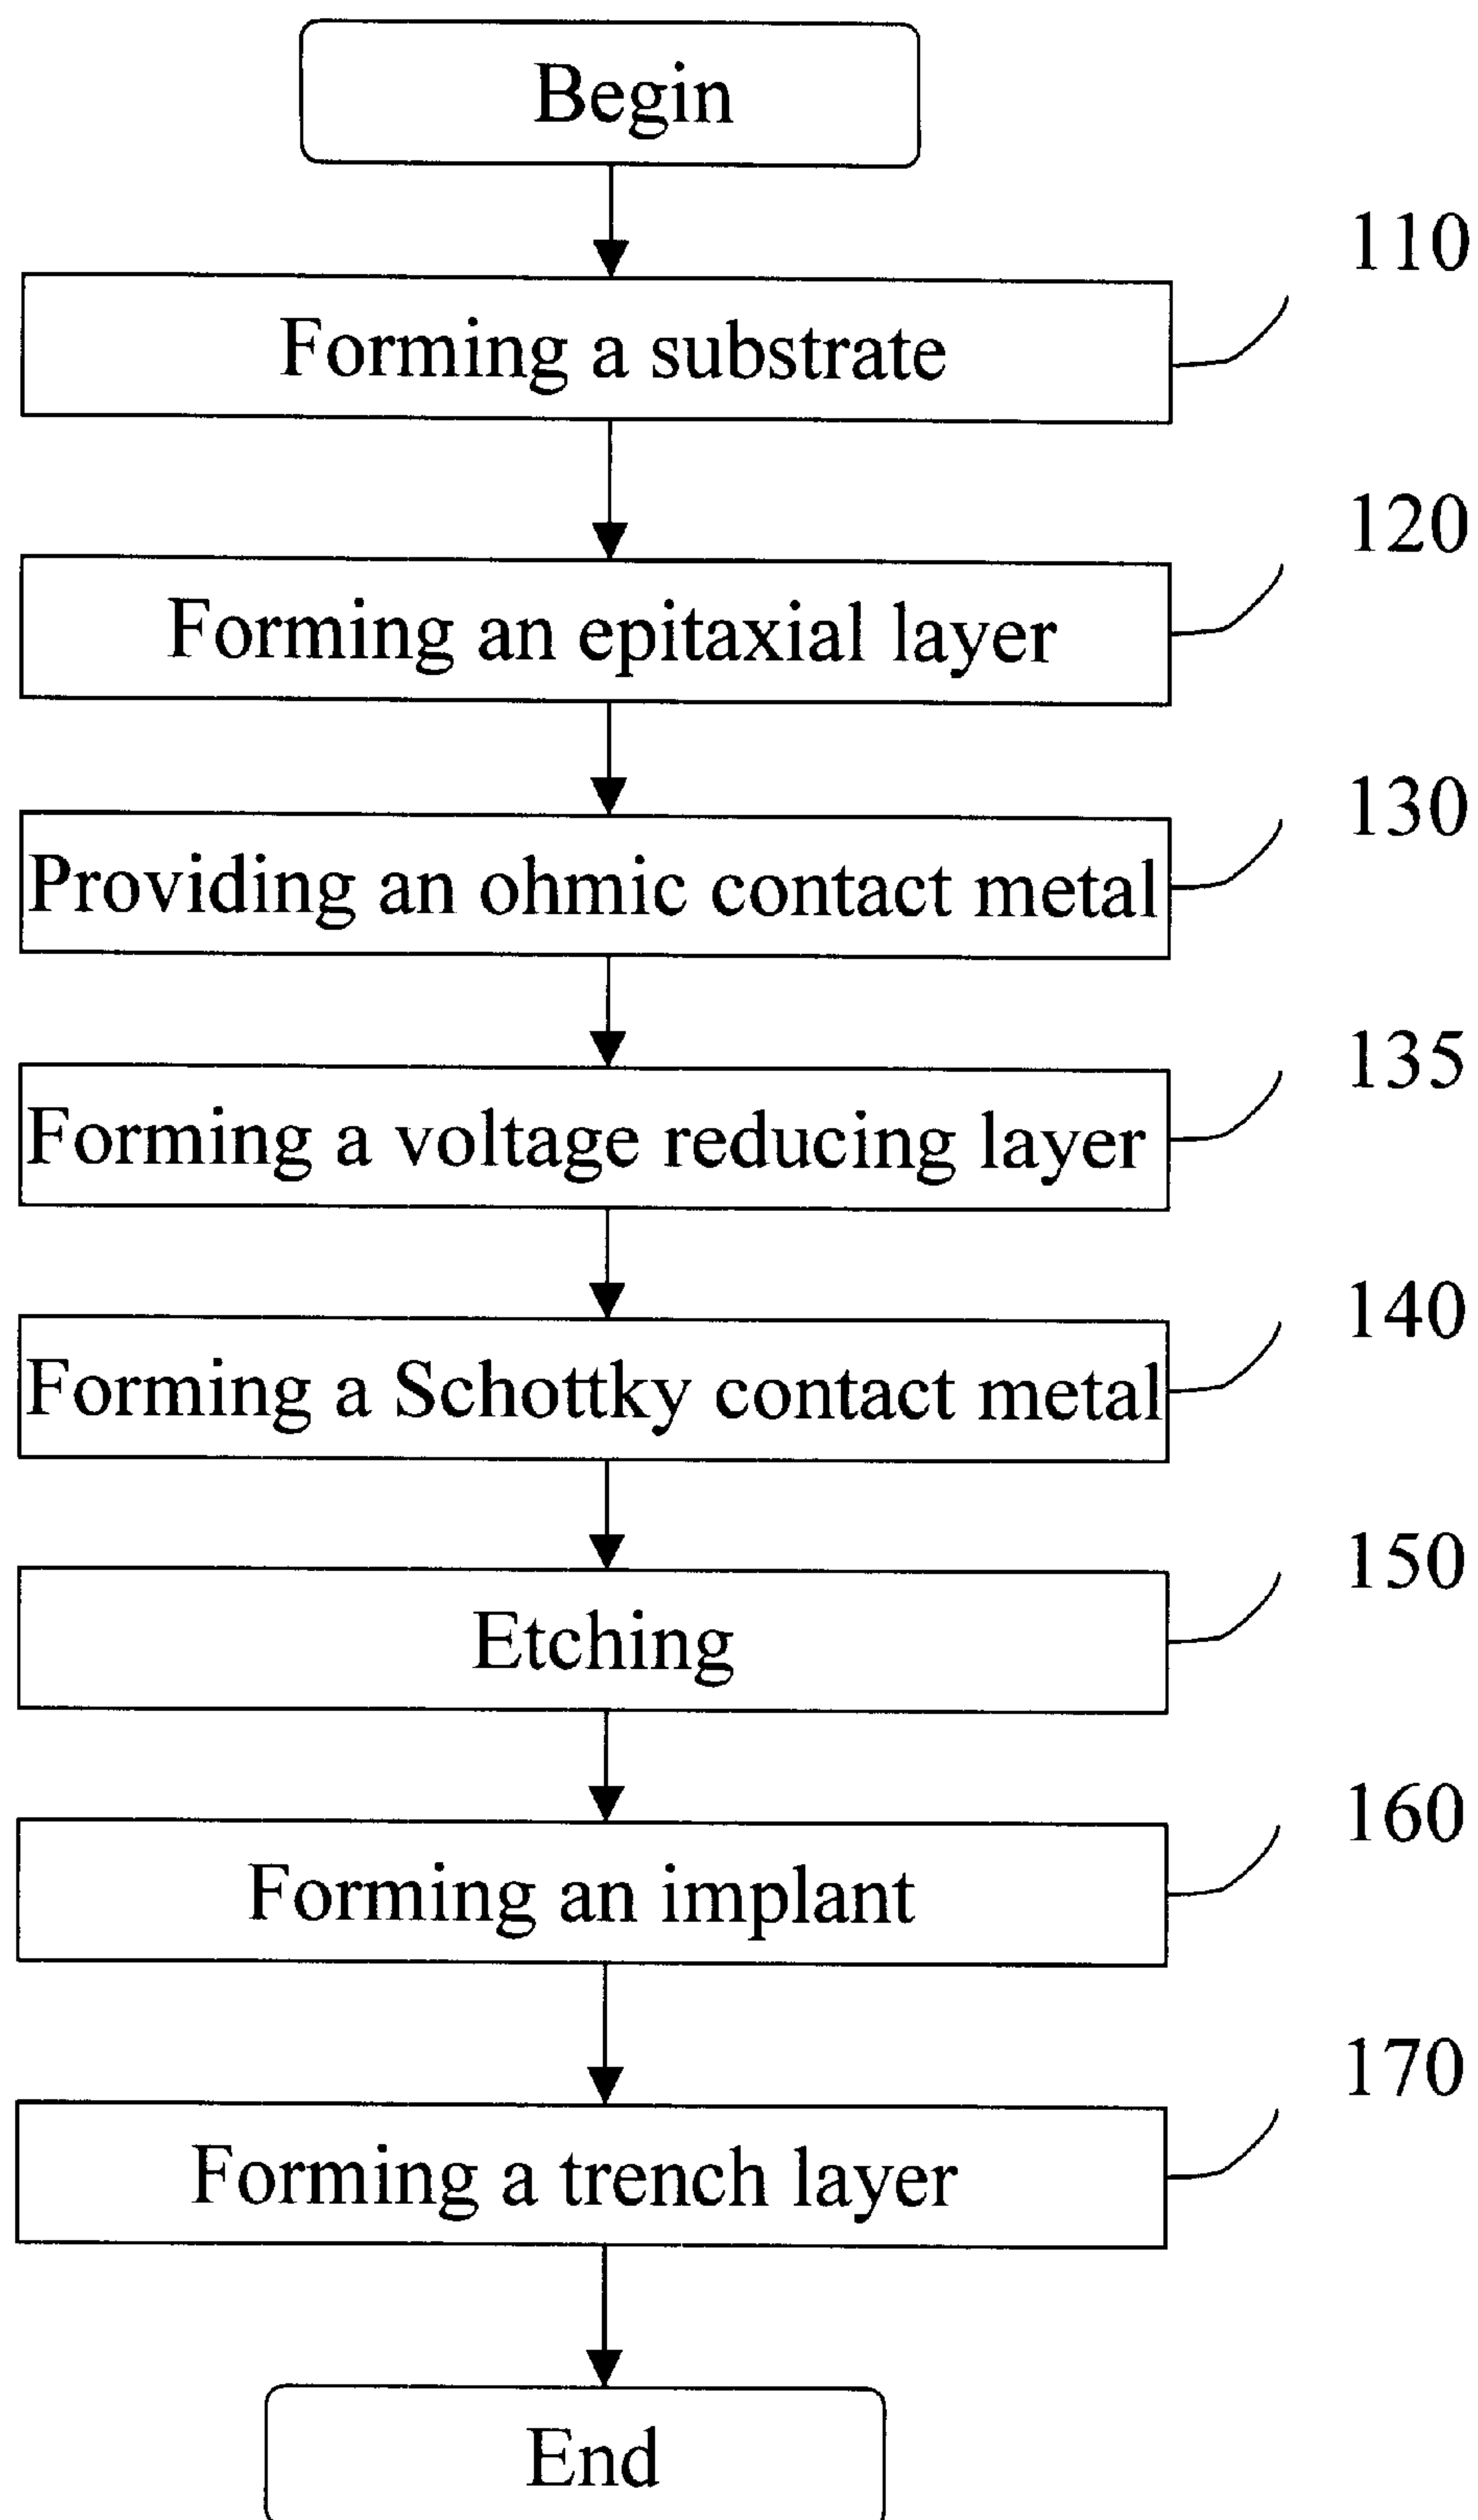 Begin
110
Forming a substrate
120
Forming an epitaxial layer
130
Providing an ohmic contact metal
135
Forming a voltage reducing layer
140
Forming a Schottky contact metal
150
Etching
160
Forming an implant
170
Forming a trench layer
End